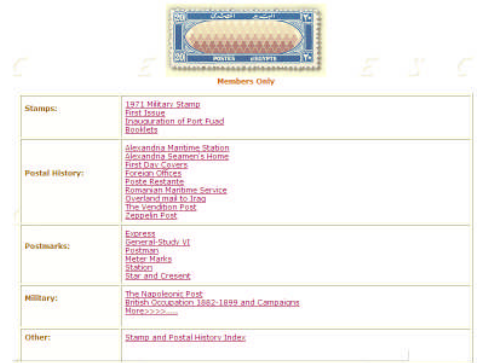 POSTES d'EGYPTE
Members Only
Stamps:
1971 Military Stamp
First Issue
Inauguration of Port Fuad
Booklets
Postal History:
Alexandria Maritime Station
Alexandria Seamen's Home
First Day Covers
Foreign Offices
Poste Restante
Romanian Maritime Service
Overland mail to Iraq
The Vendition Post
Zeppelin Post
Postmarks:
Express
General-Study VI
Postman
Meter Marks
Station
Star and Cresent
Military:
The Napoleonic Post
British Occupation 1882-1899 and Campaigns
More>>>>.....
Other:
Stamp and Postal History Index